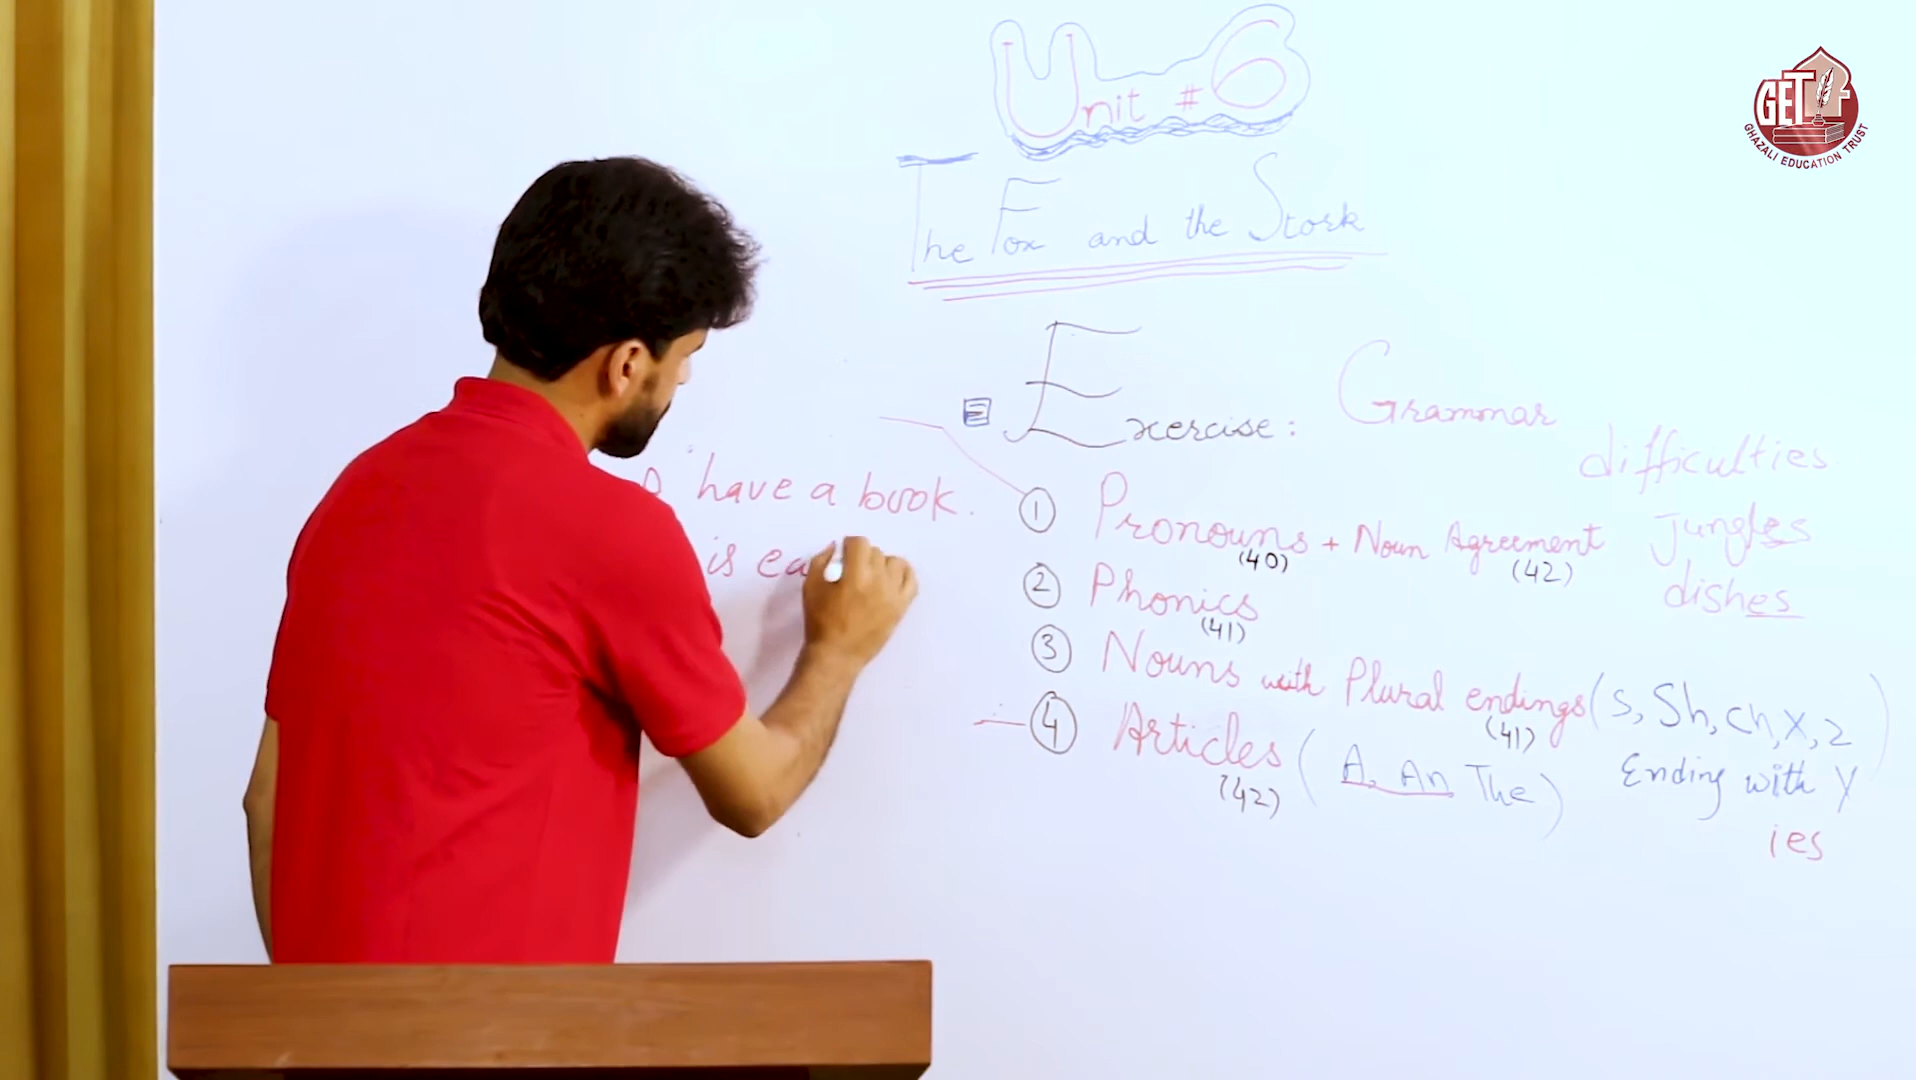 Unit # 6
The Fox and the Stork
Exercise: Grammar
① Pronouns + Noun Agreement
(40) (42)
② Phonics
(41)
③ Nouns with Plural endings (s, Sh, ch, x, z)
(41)
④ Articles (A, An The)
(42)
Ending with Y
ies
difficulties
jungles
dishes
have a book.
is ea
GETF
GHAZALI EDUCATION TRUST